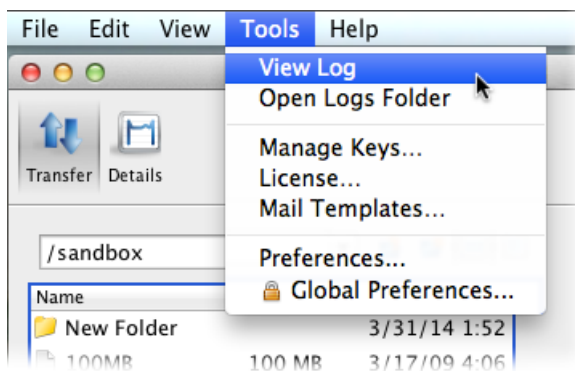 File Edit View Tools Help
View Log
Open Logs Folder
Manage Keys...
License...
Mail Templates...
Preferences...
Global Preferences...
Transfer Details
/sandbox
Name
New Folder 3/31/14 1:52
100MB 100 MB 3/17/09 4:06